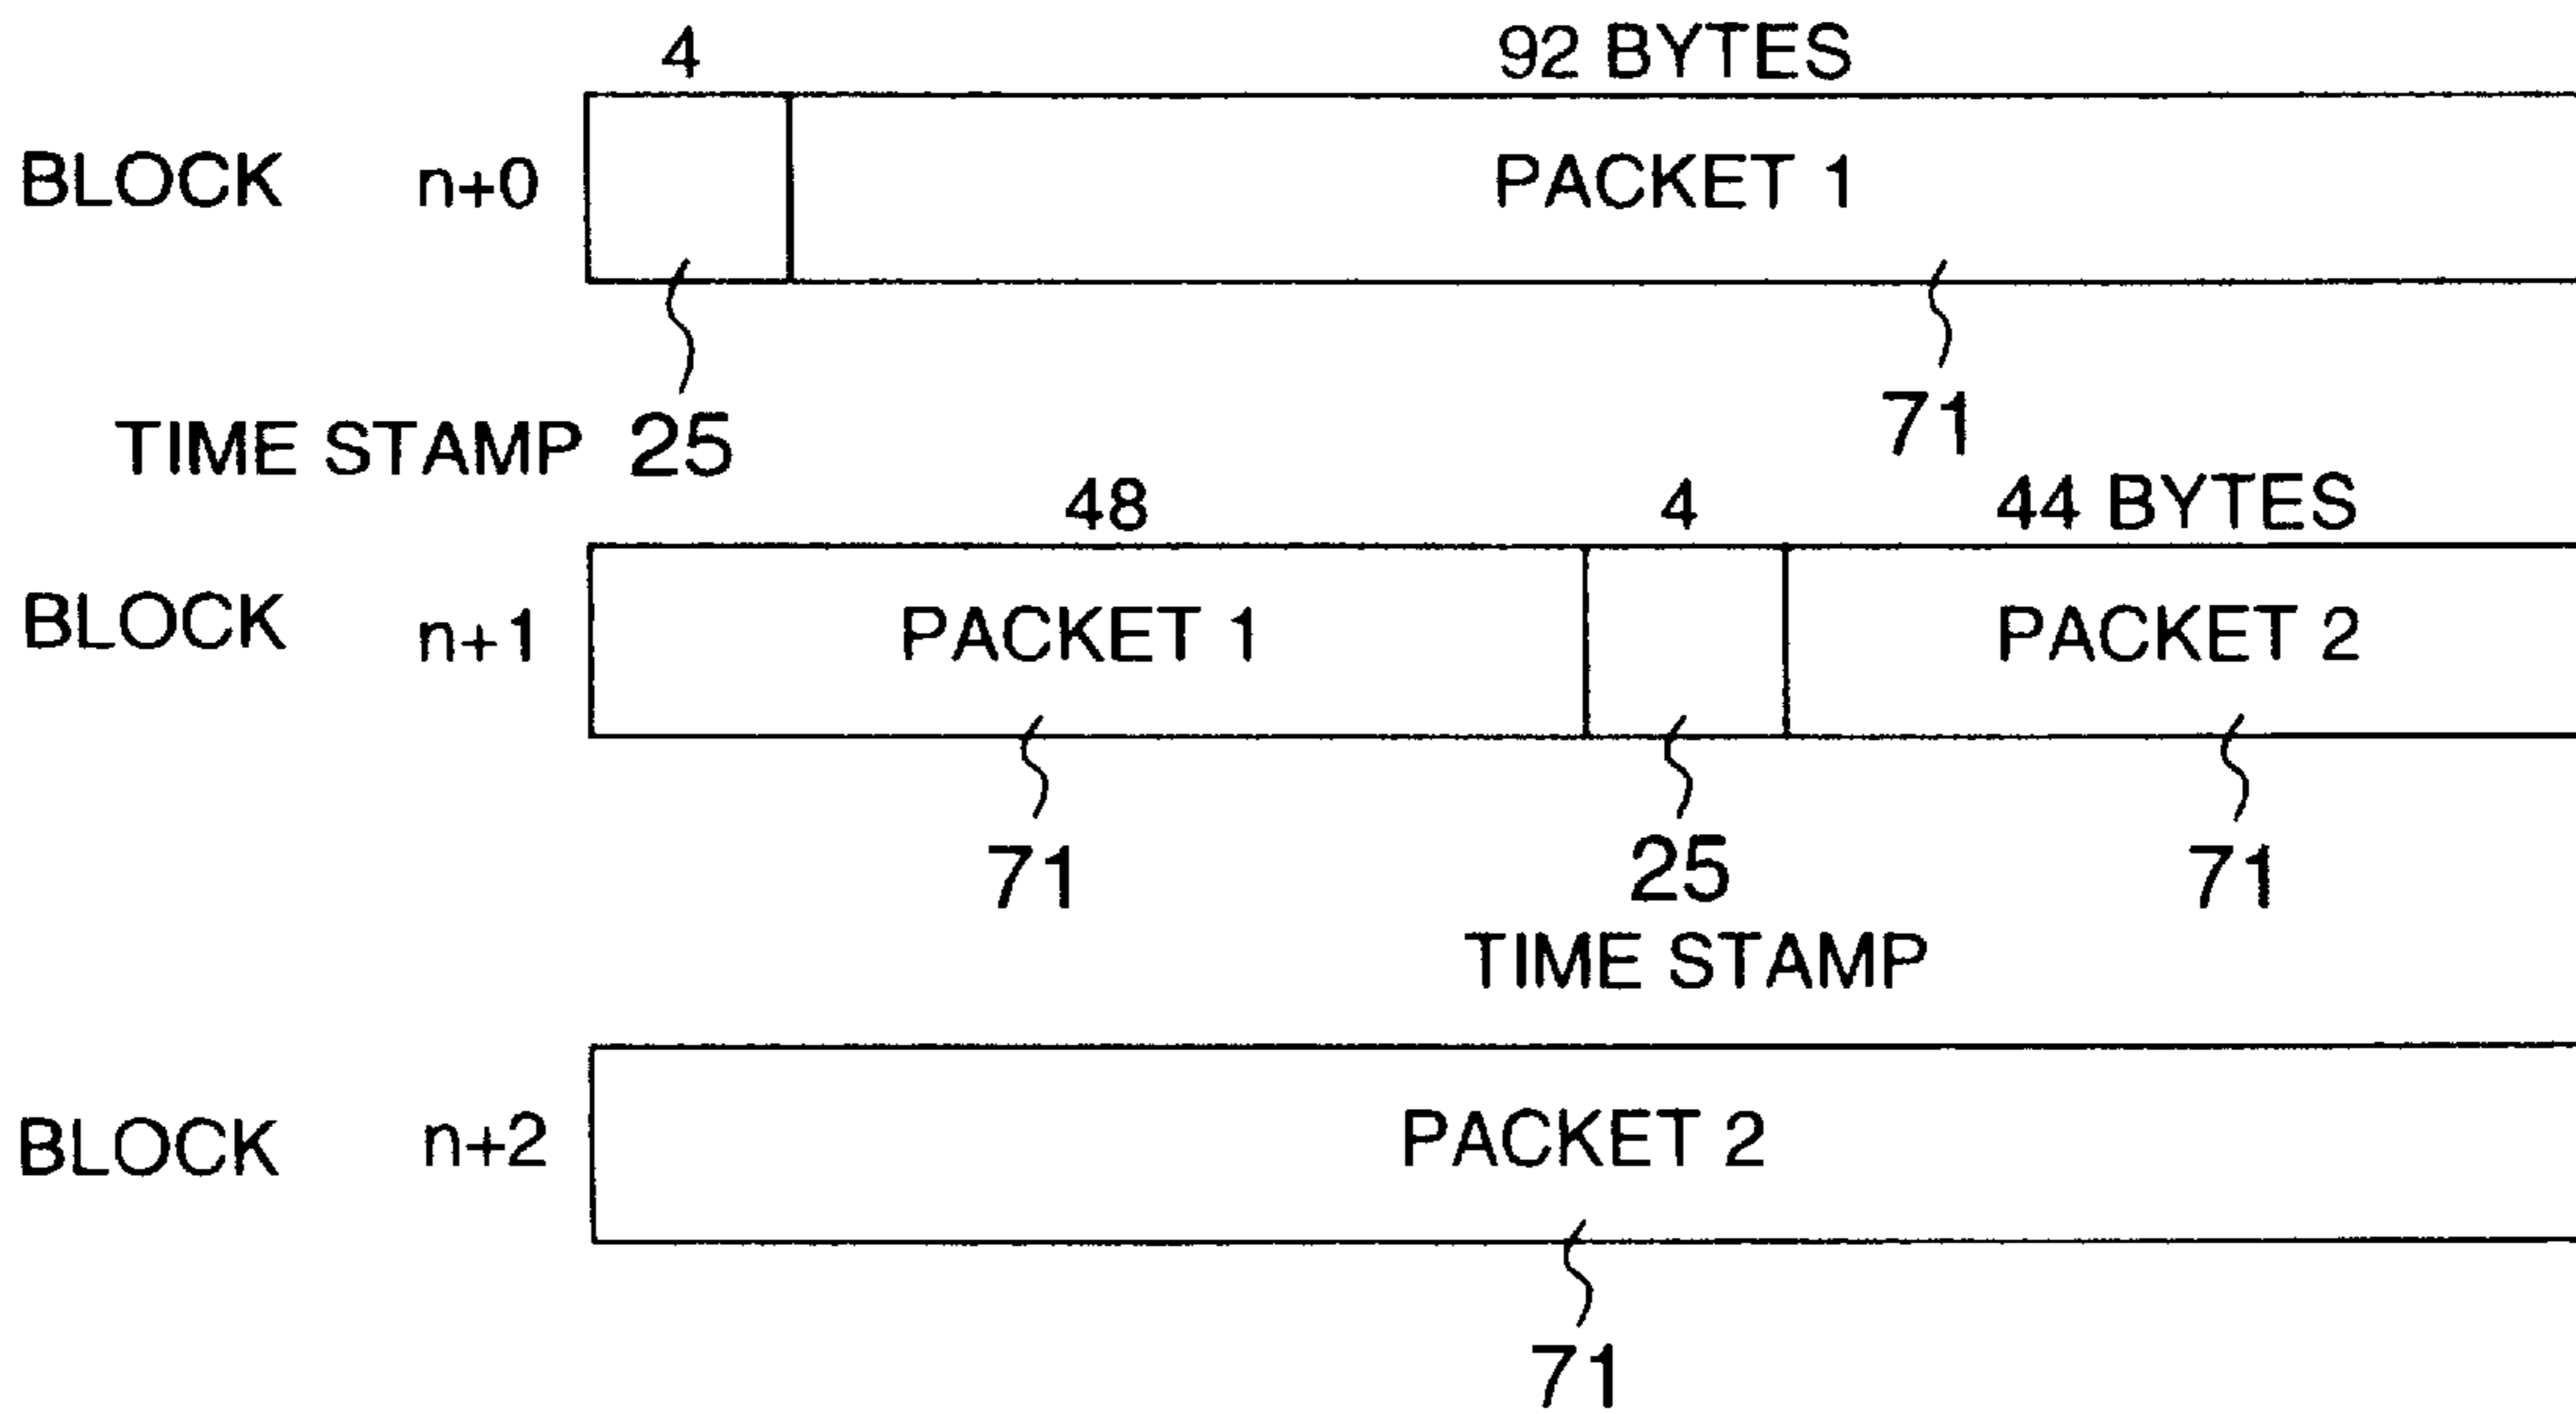 4 92 BYTES
BLOCK n+0 PACKET 1
TIME STAMP 25 71
48 4 44 BYTES
BLOCK n+1 PACKET 1 PACKET 2
71 25 71
TIME STAMP
BLOCK n+2 PACKET 2
71